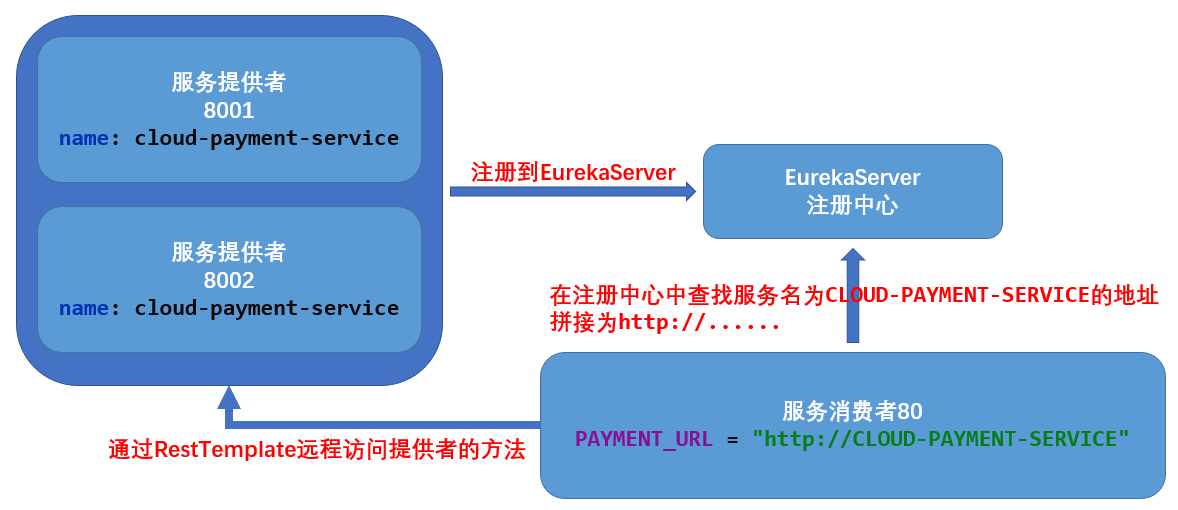 服务提供者
8001
name: cloud-payment-service
服务提供者
8002
name: cloud-payment-service
注册到EurekaServer
EurekaServer
注册中心
在注册中心中查找服务名为CLOUD-PAYMENT-SERVICE的地址
拼接为http://......
服务消费者80
PAYMENT_URL = "http://CLOUD-PAYMENT-SERVICE"
通过RestTemplate远程访问提供者的方法